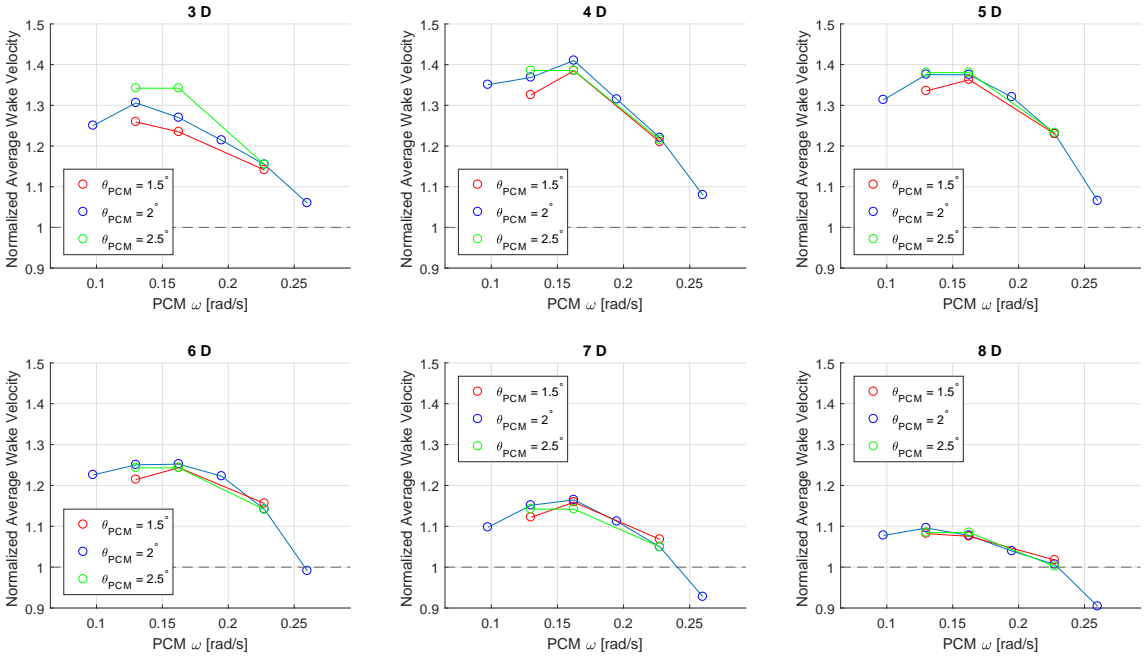 3 D
Normalized Average Wake Velocity
1.5
1.4
1.3
1.2
1.1
1
0.9
θPCM = 1.5°
θPCM = 2°
θPCM = 2.5°
0.1 0.15 0.2 0.25
PCM ω [rad/s]
4 D
Normalized Average Wake Velocity
1.5
1.4
1.3
1.2
1.1
1
0.9
θPCM = 1.5°
θPCM = 2°
θPCM = 2.5°
0.1 0.15 0.2 0.25
PCM ω [rad/s]
5 D
Normalized Average Wake Velocity
1.5
1.4
1.3
1.2
1.1
1
0.9
θPCM = 1.5°
θPCM = 2°
θPCM = 2.5°
0.1 0.15 0.2 0.25
PCM ω [rad/s]
6 D
Normalized Average Wake Velocity
1.5
1.4
1.3
1.2
1.1
1
0.9
θPCM = 1.5°
θPCM = 2°
θPCM = 2.5°
0.1 0.15 0.2 0.25
PCM ω [rad/s]
7 D
Normalized Average Wake Velocity
1.5
1.4
1.3
1.2
1.1
1
0.9
θPCM = 1.5°
θPCM = 2°
θPCM = 2.5°
0.1 0.15 0.2 0.25
PCM ω [rad/s]
8 D
Normalized Average Wake Velocity
1.5
1.4
1.3
1.2
1.1
1
0.9
θPCM = 1.5°
θPCM = 2°
θPCM = 2.5°
0.1 0.15 0.2 0.25
PCM ω [rad/s]